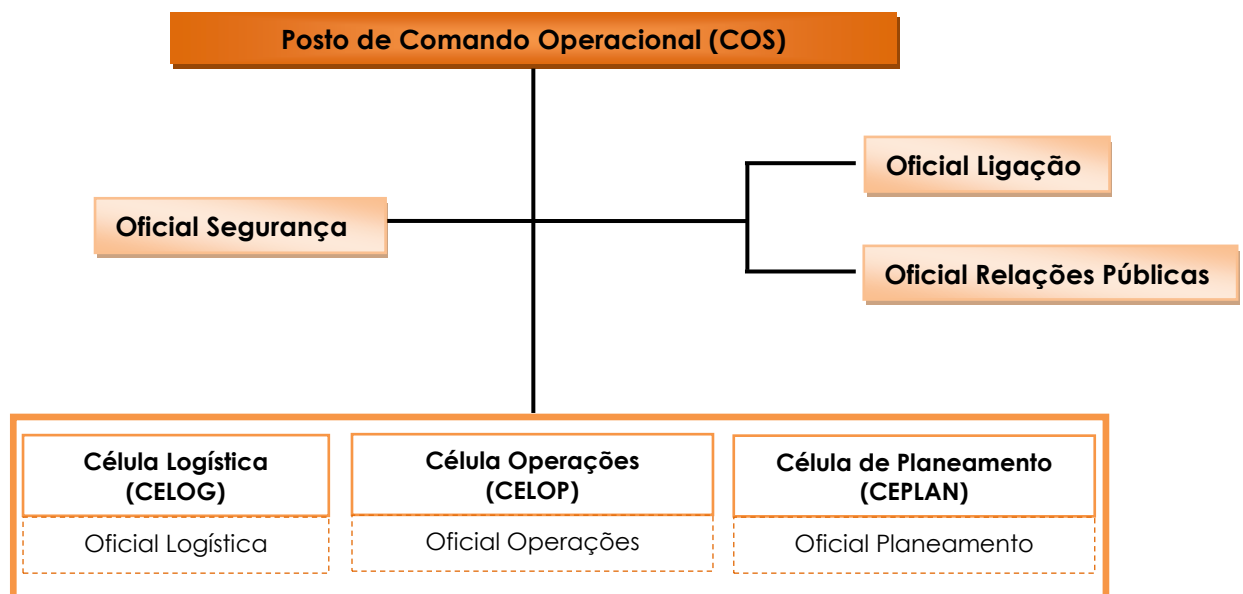 Posto de Comando Operacional (COS)
Oficial Ligação
Oficial Segurança
Oficial Relações Públicas
Célula Logística
(CELOG)
Oficial Logística
Célula Operações
(CELOP)
Oficial Operações
Célula de Planeamento
(CEPLAN)
Oficial Planeamento